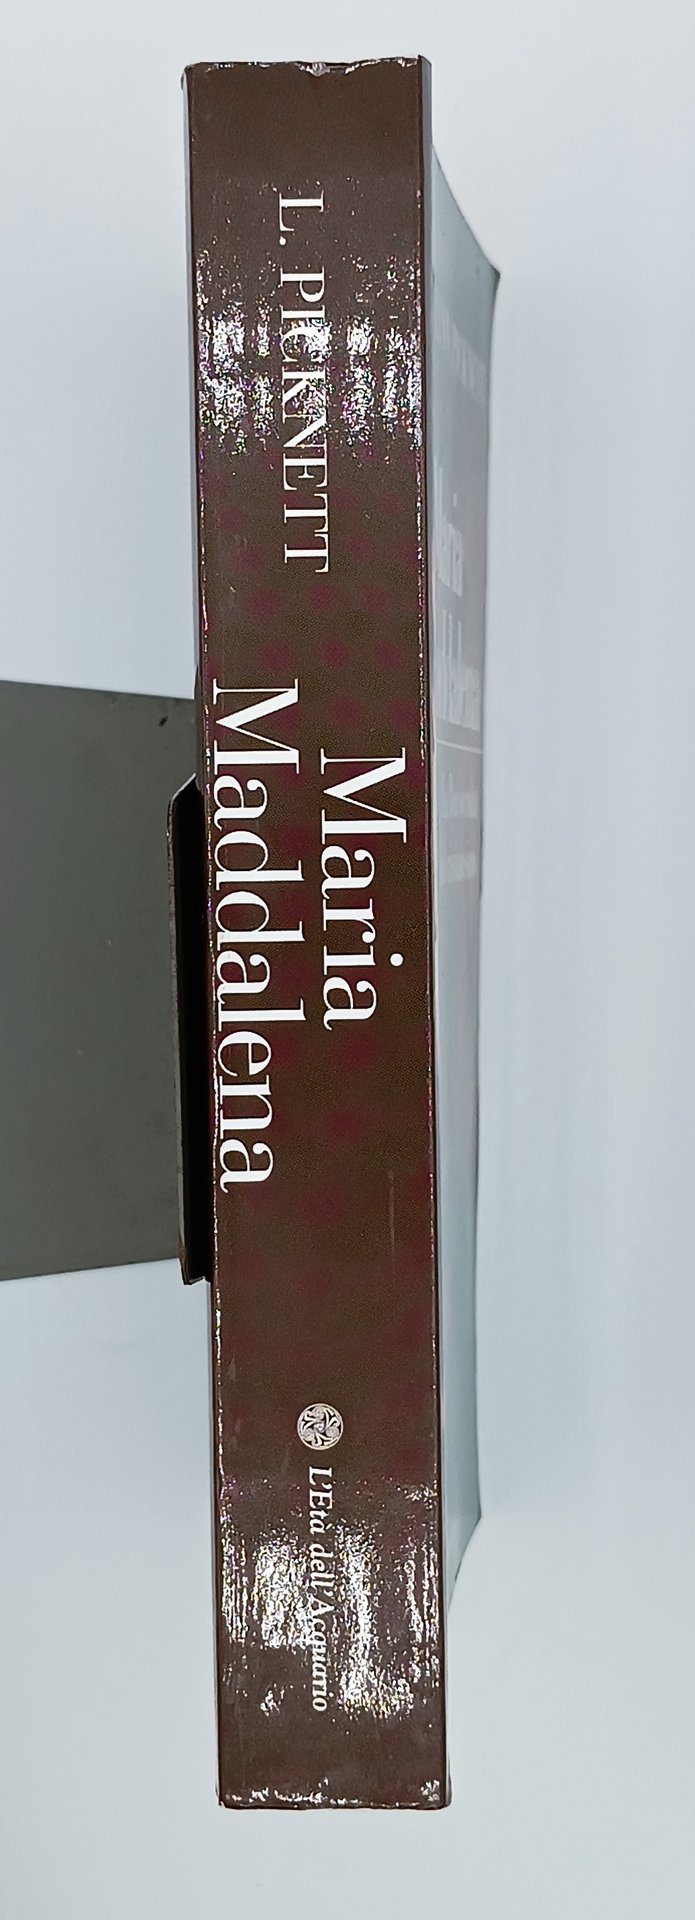 L. PICKNETT
Maria
Maddalena
L'Età dell'Acquario